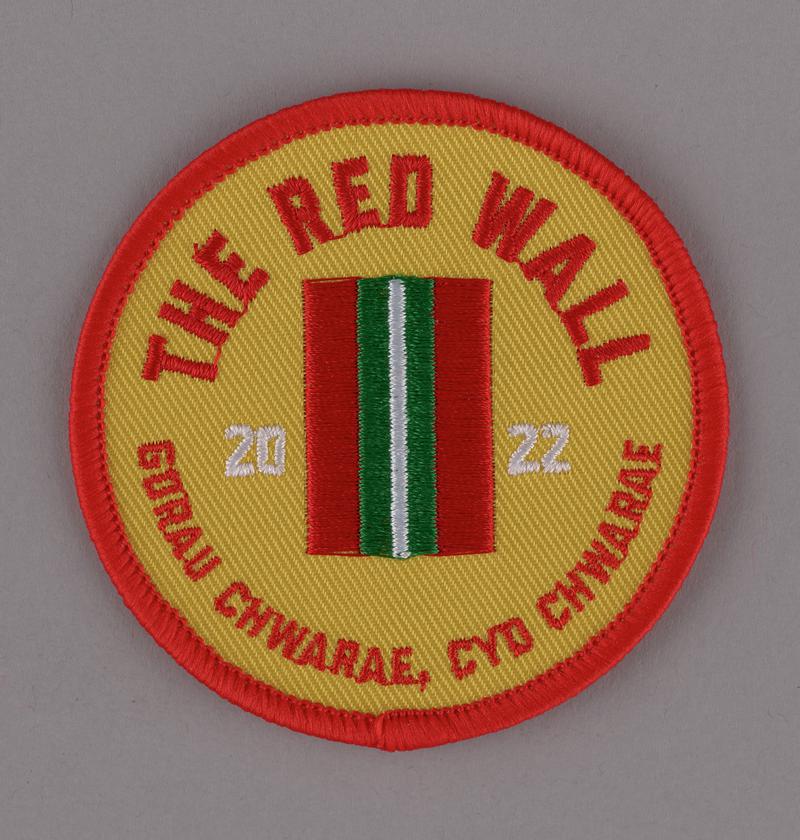 THE RED WALL
20 22
GORAU CHWARAE, CYD CHWARAE